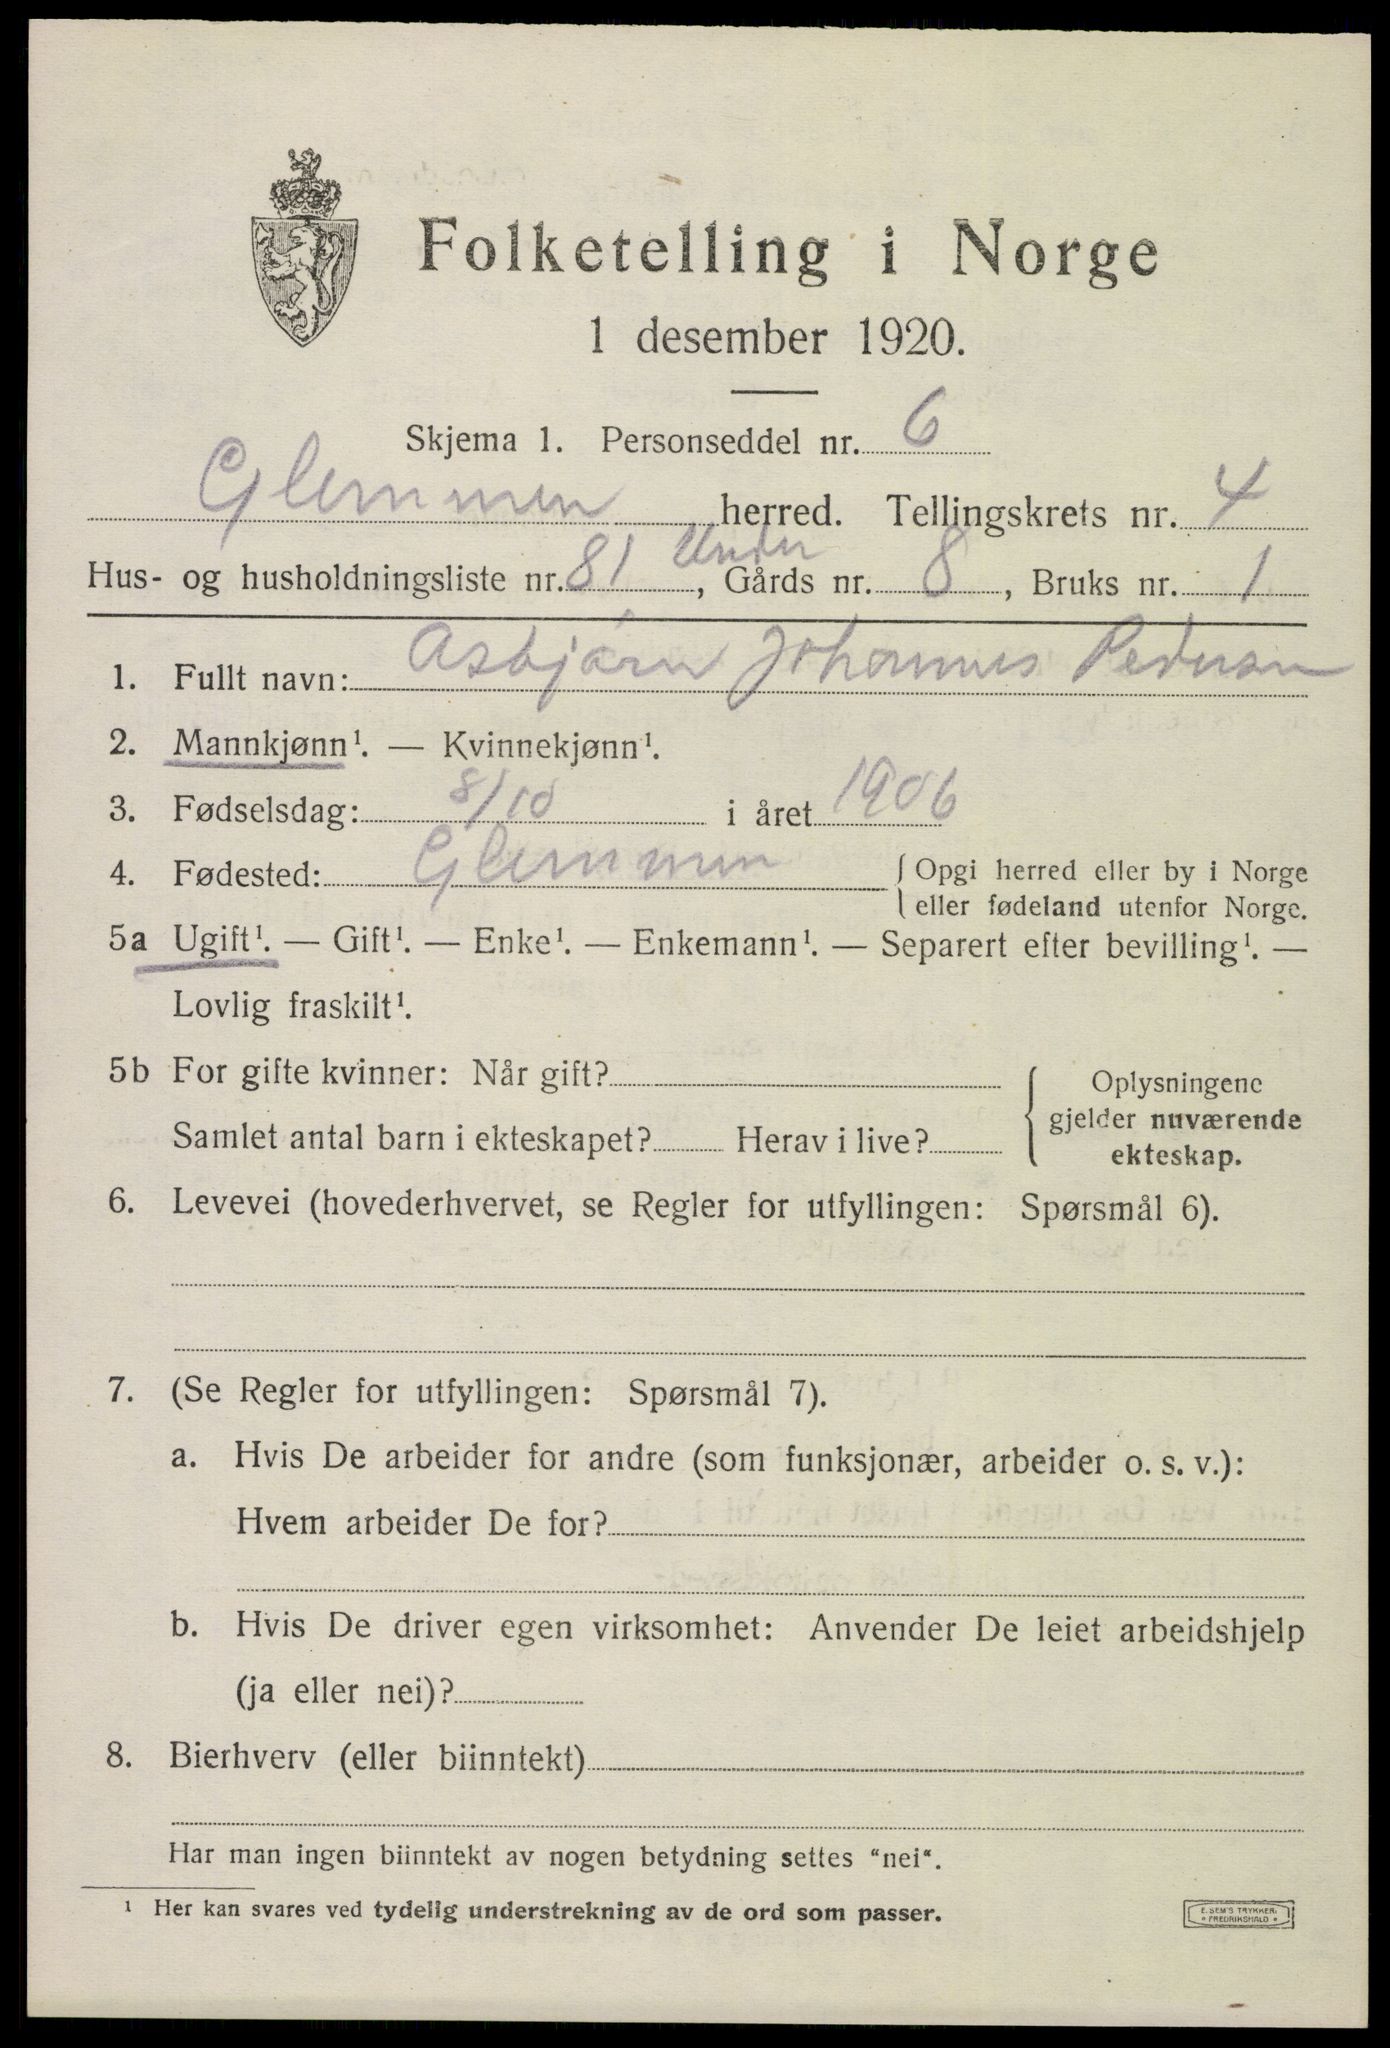 Folketelling i Norge
1 desember 1920.
Skjema 1. Personseddel nr. 6
Glemmen herred. Tellingskrets nr. 4
Under
Hus- og husholdningsliste nr. 81, Gårds nr. 8, Bruks nr. 1
1. Fullt navn: Asbjørn Johannes Pedersen
2. Mannkjønn¹. — Kvinnekjønn¹.
3. Fødselsdag: 8/10 i året 1906
4. Fødested: Glemmen { Opgi herred eller by i Norge
eller fødeland utenfor Norge.
5a Ugift¹. — Gift¹. — Enke¹. — Enkemann¹. — Separert efter bevilling¹. —
Lovlig fraskilt¹.
5b For gifte kvinner: Når gift?
Samlet antal barn i ekteskapet? Herav i live?
{ Oplysningene
gjelder nuværende
ekteskap.
6. Levevei (hovederhvervet, se Regler for utfyllingen: Spørsmål 6).
7. (Se Regler for utfyllingen: Spørsmål 7).
a. Hvis De arbeider for andre (som funksjonær, arbeider o. s. v.):
Hvem arbeider De for?
b. Hvis De driver egen virksomhet: Anvender De leiet arbeidshjelp
(ja eller nei)?
8. Bierhverv (eller biinntekt)
Har man ingen biinntekt av nogen betydning settes “nei“.
¹ Her kan svares ved tydelig understrekning av de ord som passer.
E. SEM'S TRYKKERI
* FREDRIKSHALD *